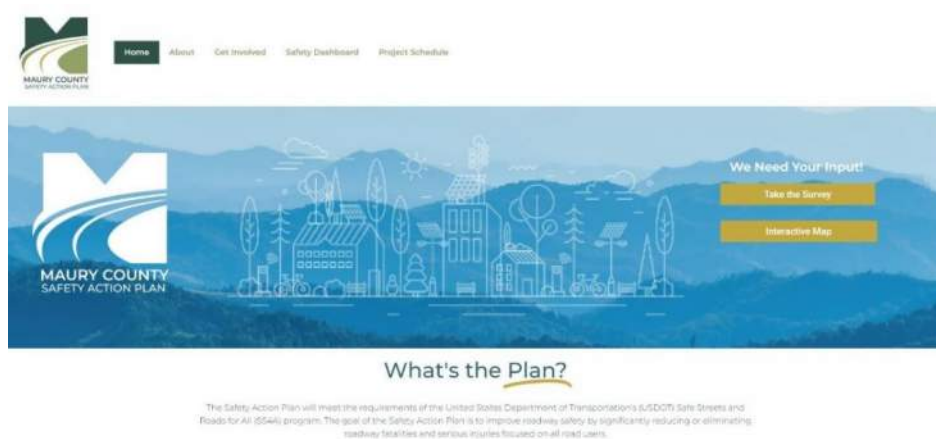 MAURY COUNTY
SAFETY ACTION PLAN
Home About Get Involved Safety Dashboard Project Schedule
MAURY COUNTY
SAFETY ACTION PLAN
We Need Your Input!
Take the Survey
Interactive Map
What's the Plan?
The Safety Action Plan will meet the requirements of the United States Department of Transportation's (USDOT) Safe Streets and
Roads for All (SS4A) program. The goal of the Safety Action Plan is to improve roadway safety by significantly reducing or eliminating
roadway fatalities and serious injuries focused on all road users.